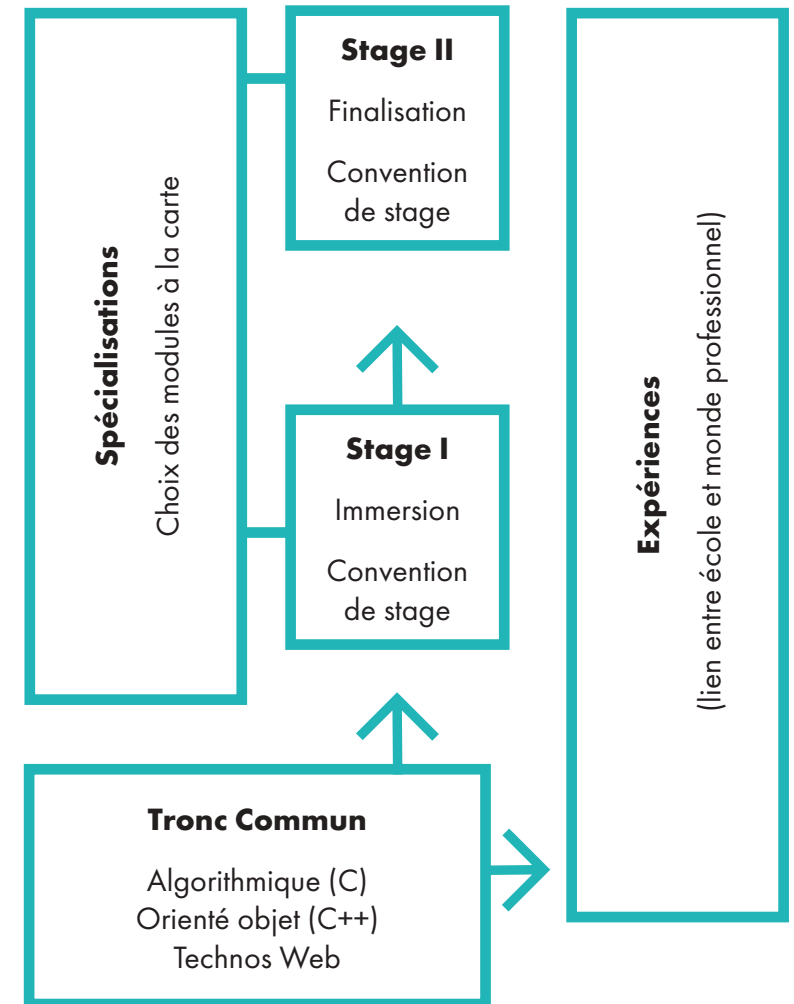 Stage II
Finalisation
Convention
de stage
Spécialisations
Choix des modules à la carte
Stage I
Immersion
Convention
de stage
Expériences
(lien entre école et monde professionnel)
Tronc Commun
Algorithmique (C)
Orienté objet (C++)
Technos Web